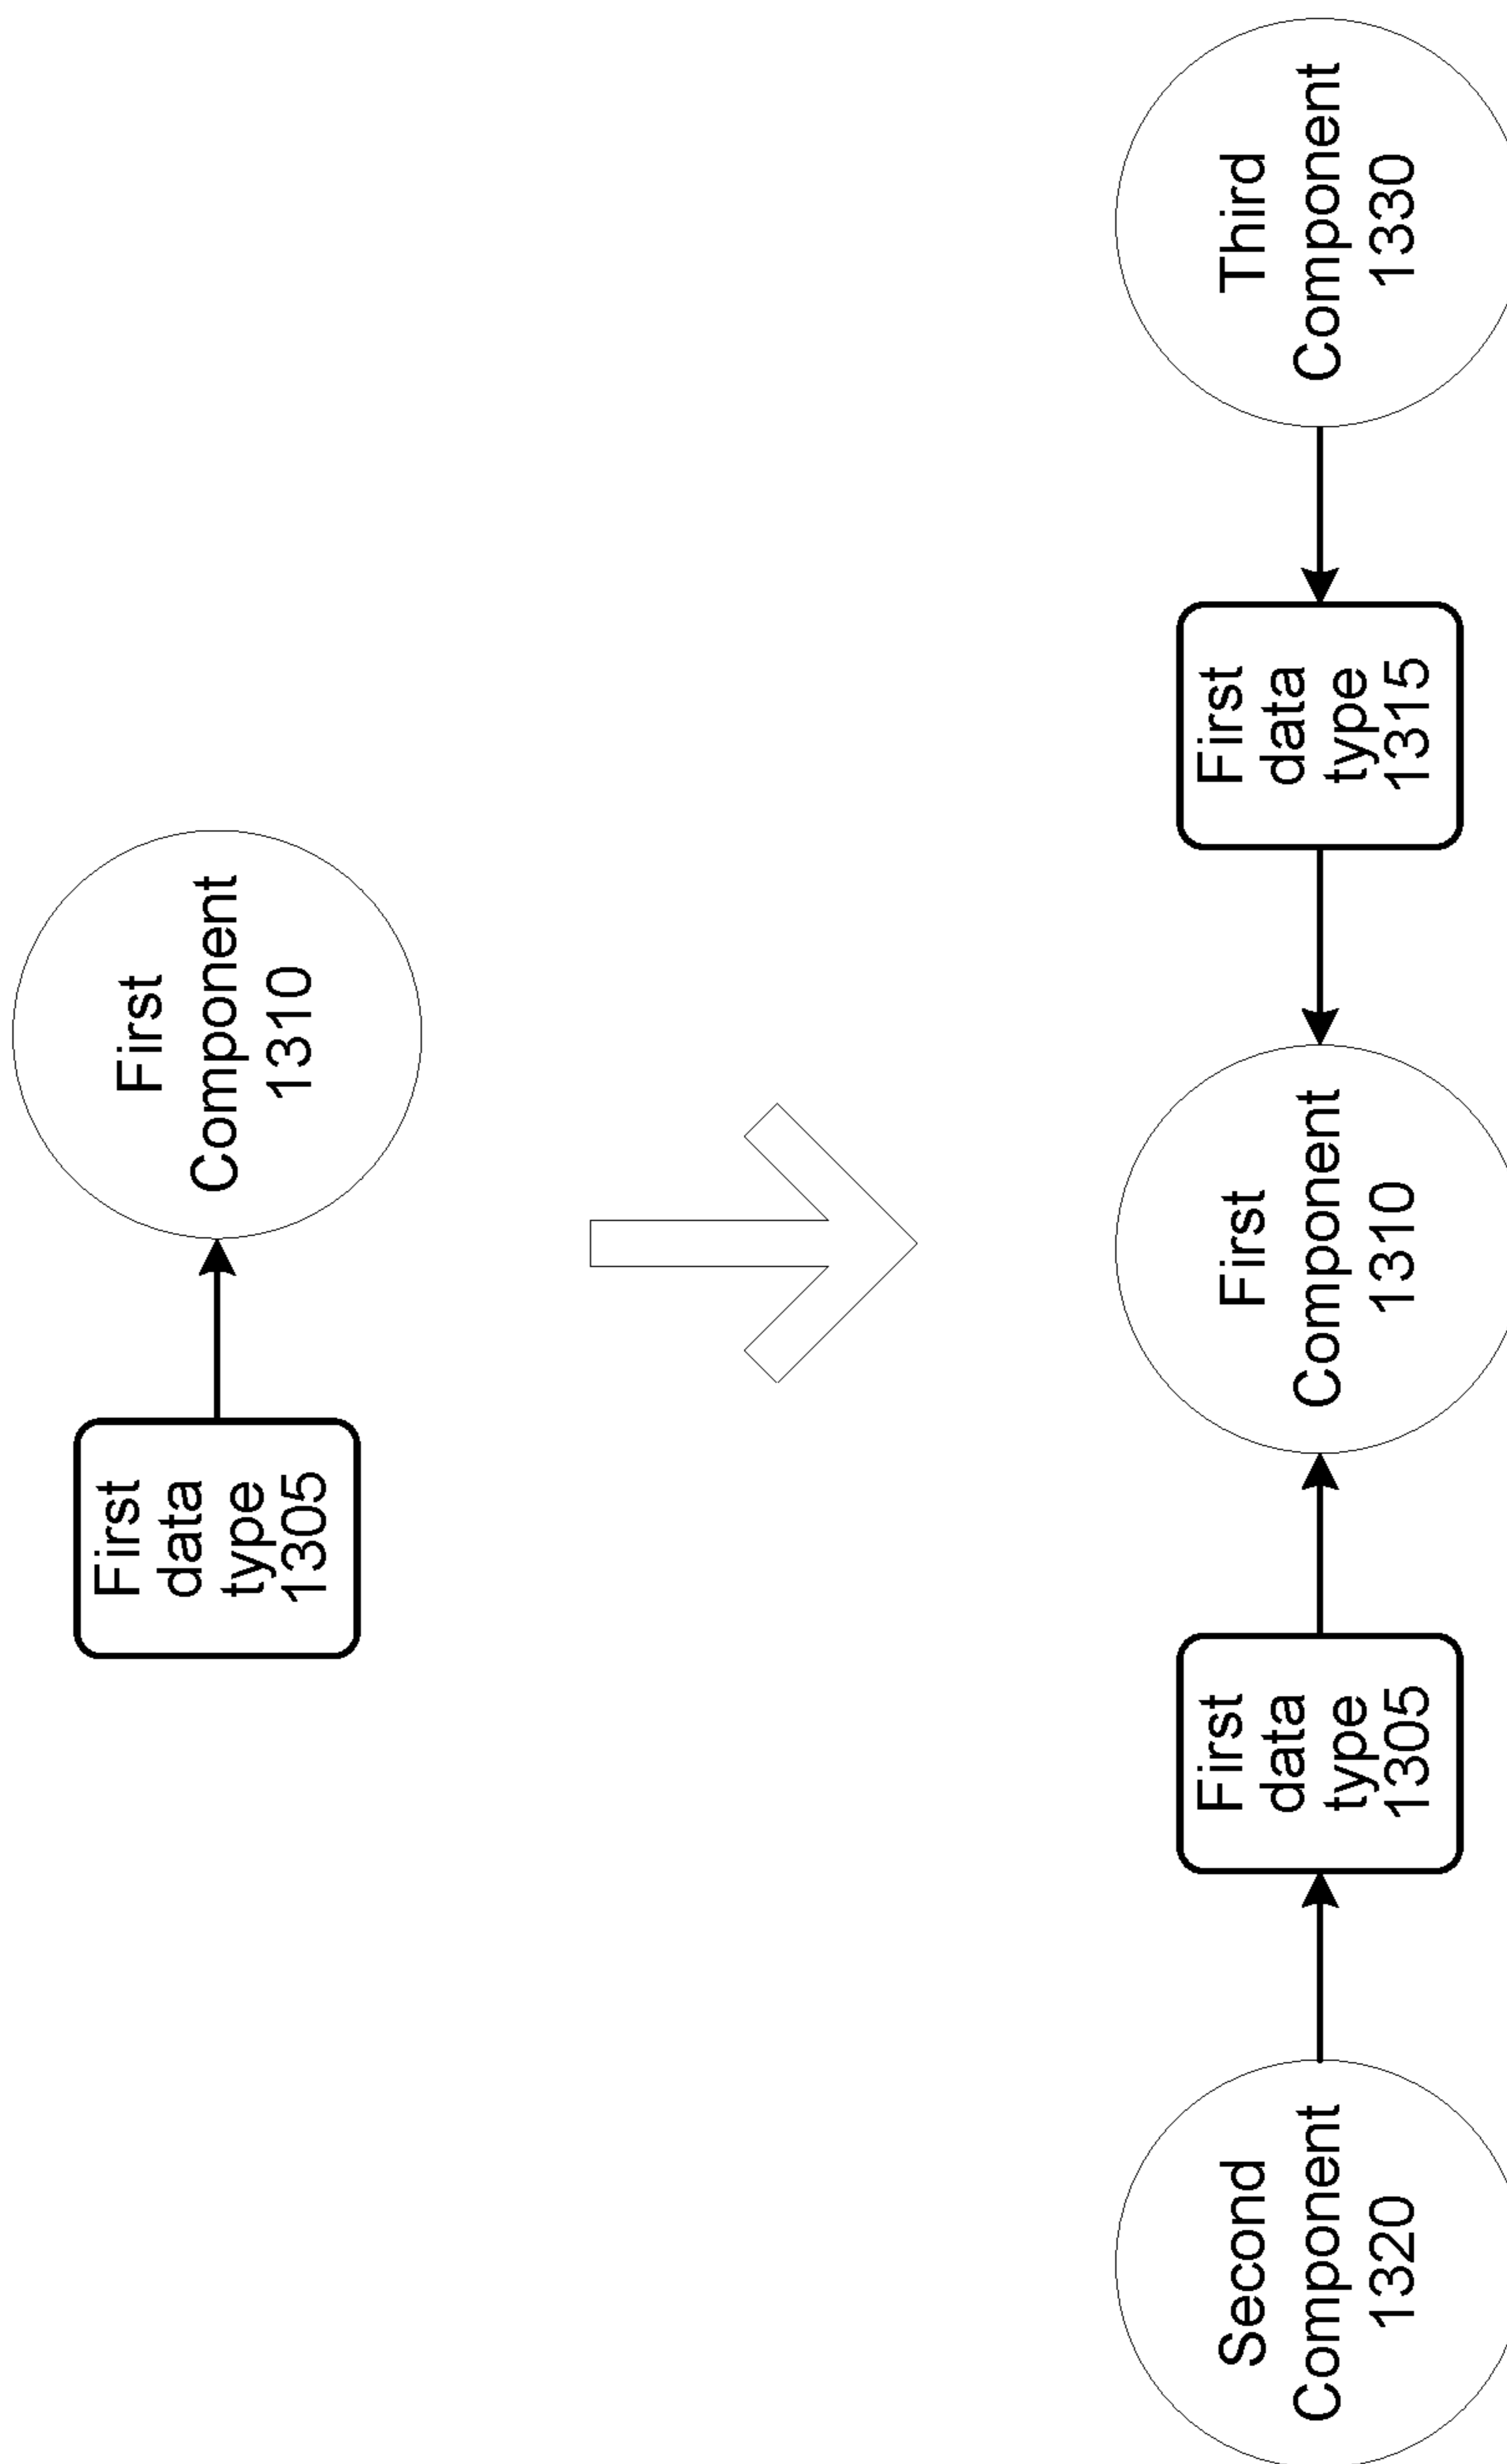 First
data
type
1305
First
Component
1310
Second
Component
1320
First
data
type
1305
First
Component
1310
First
data
type
1315
Third
Component
1330